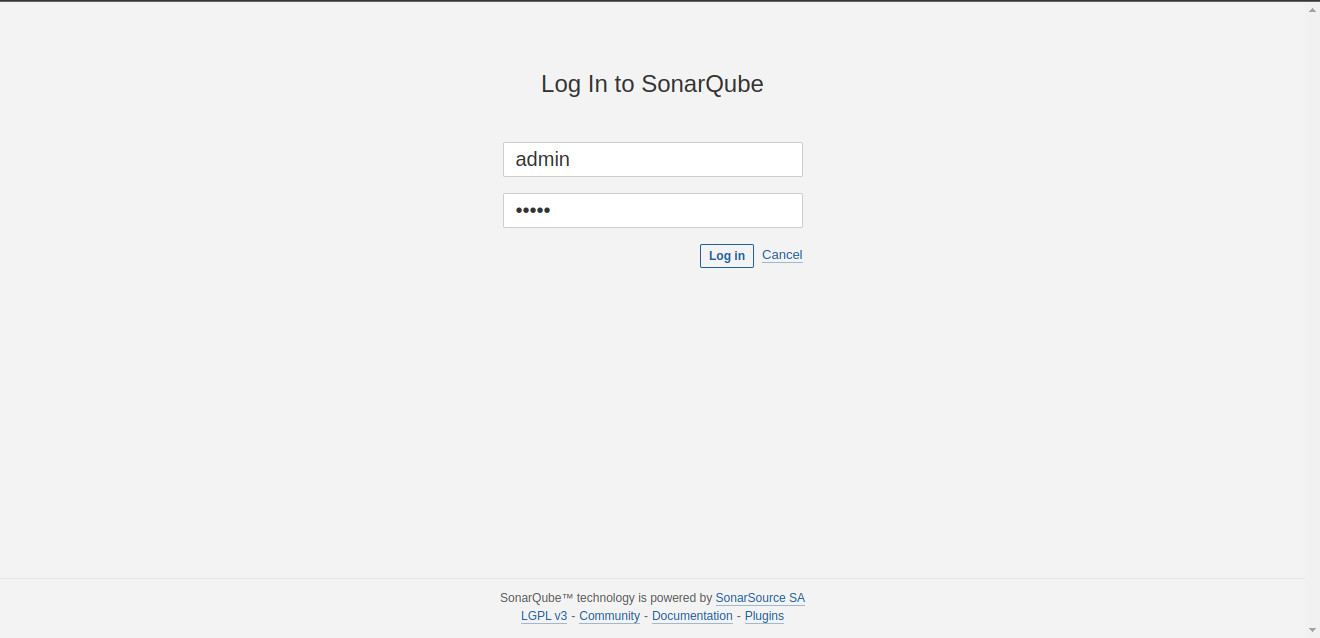 Log In to SonarQube
admin
•••••
Log in Cancel
SonarQube™ technology is powered by SonarSource SA
LGPL v3 - Community - Documentation - Plugins